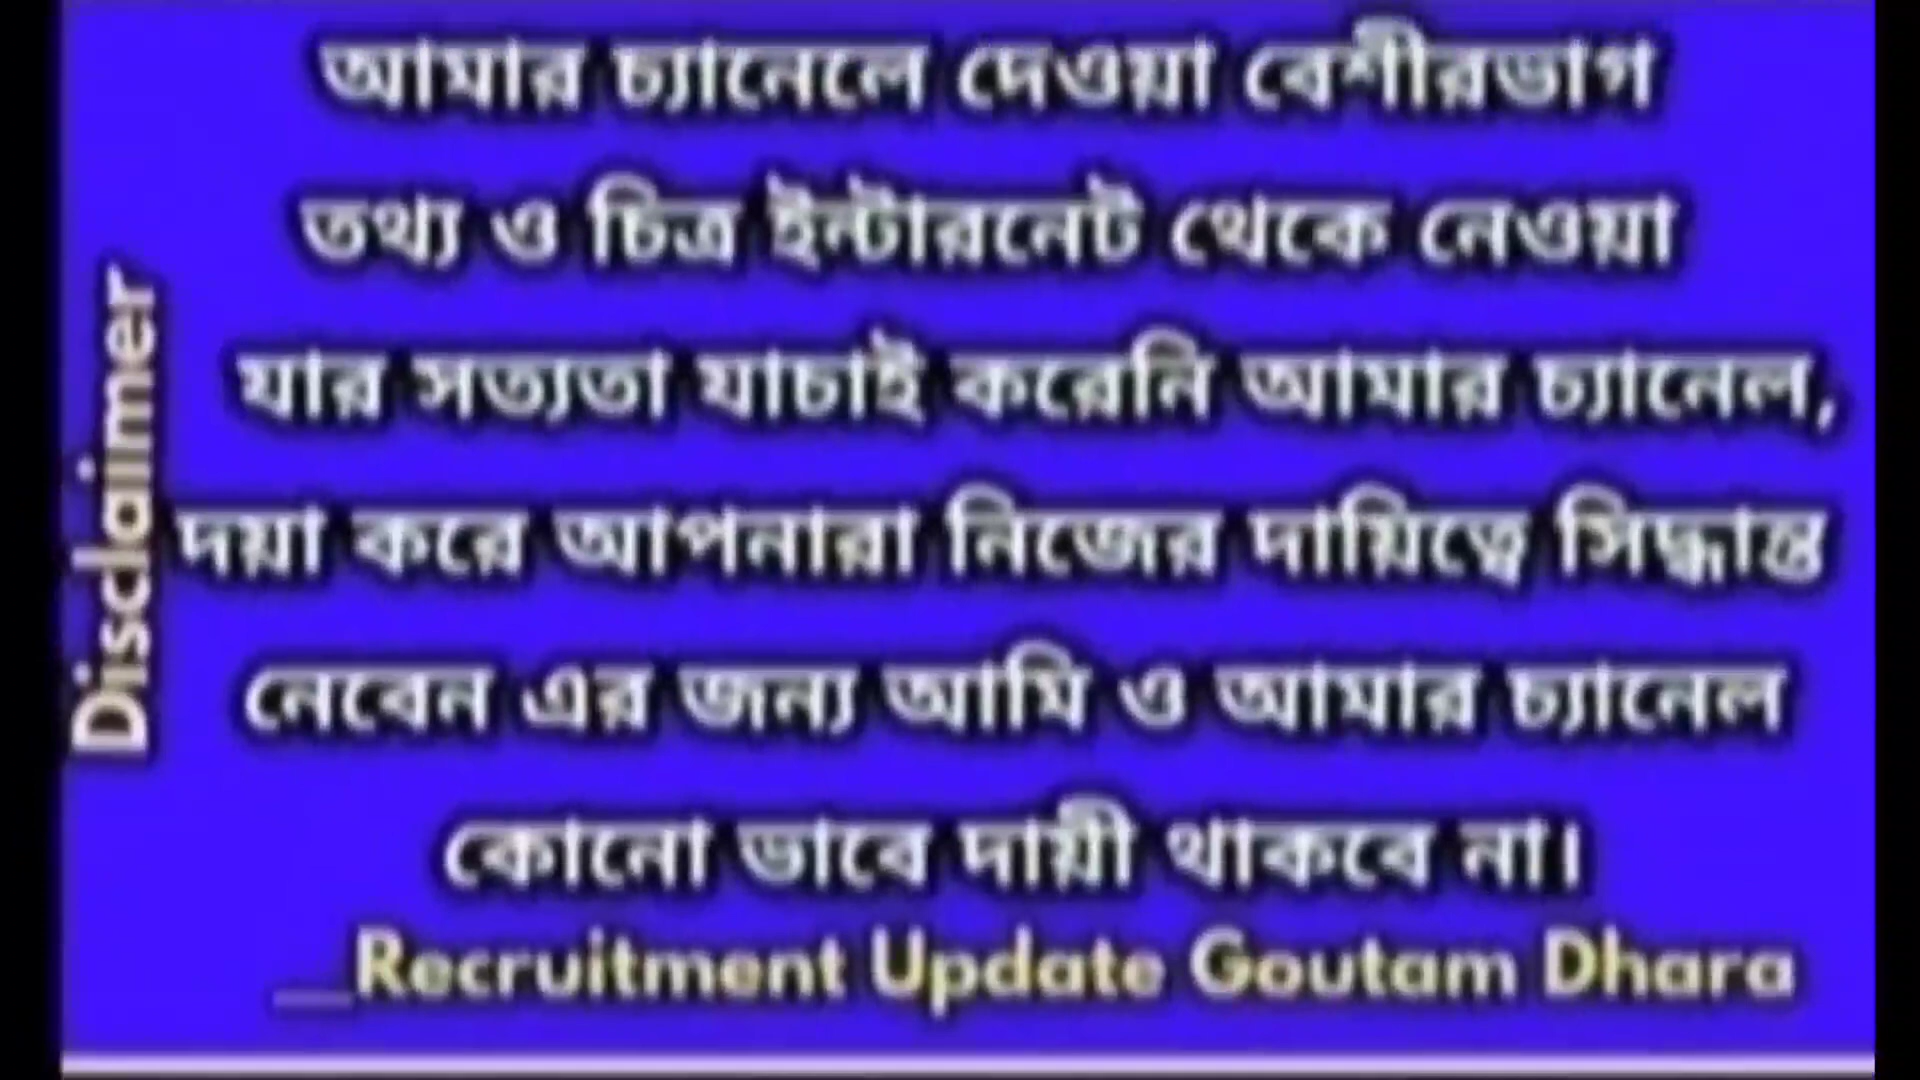 Disclaimer
আমার চ্যানেলে দেওয়া বেশীরভাগ
তথ্য ও চিত্র ইন্টারনেট থেকে নেওয়া
যার সত্যতা যাচাই করেনি আমার চ্যানেল,
দয়া করে আপনারা নিজের দায়িত্বে সিদ্ধান্ত
নেবেন এর জন্য আমি ও আমার চ্যানেল
কোনো ভাবে দায়ী থাকবে না।
__Recruitment Update Goutam Dhara